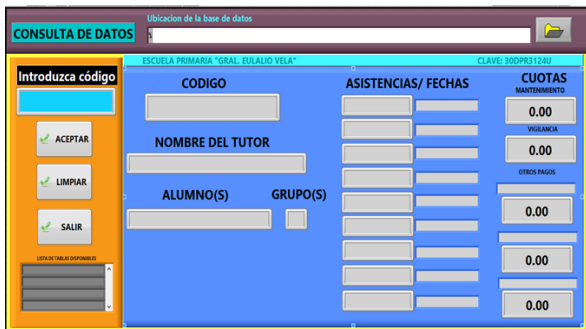 Ubicacion de la base de datos
CONSULTA DE DATOS
ESCUELA PRIMARIA "GRAL. EULALIO VELA"
CLAVE: 30DPR3124U
Introduzca código
ACEPTAR
LIMPIAR
SALIR
LISTA DE TABLAS DISPONIBLES
CODIGO
NOMBRE DEL TUTOR
ALUMNO(S)
GRUPO(S)
ASISTENCIAS/ FECHAS
CUOTAS
MANTENIMIENTO
0.00
VIGILANCIA
0.00
OTROS PAGOS
0.00
0.00
0.00